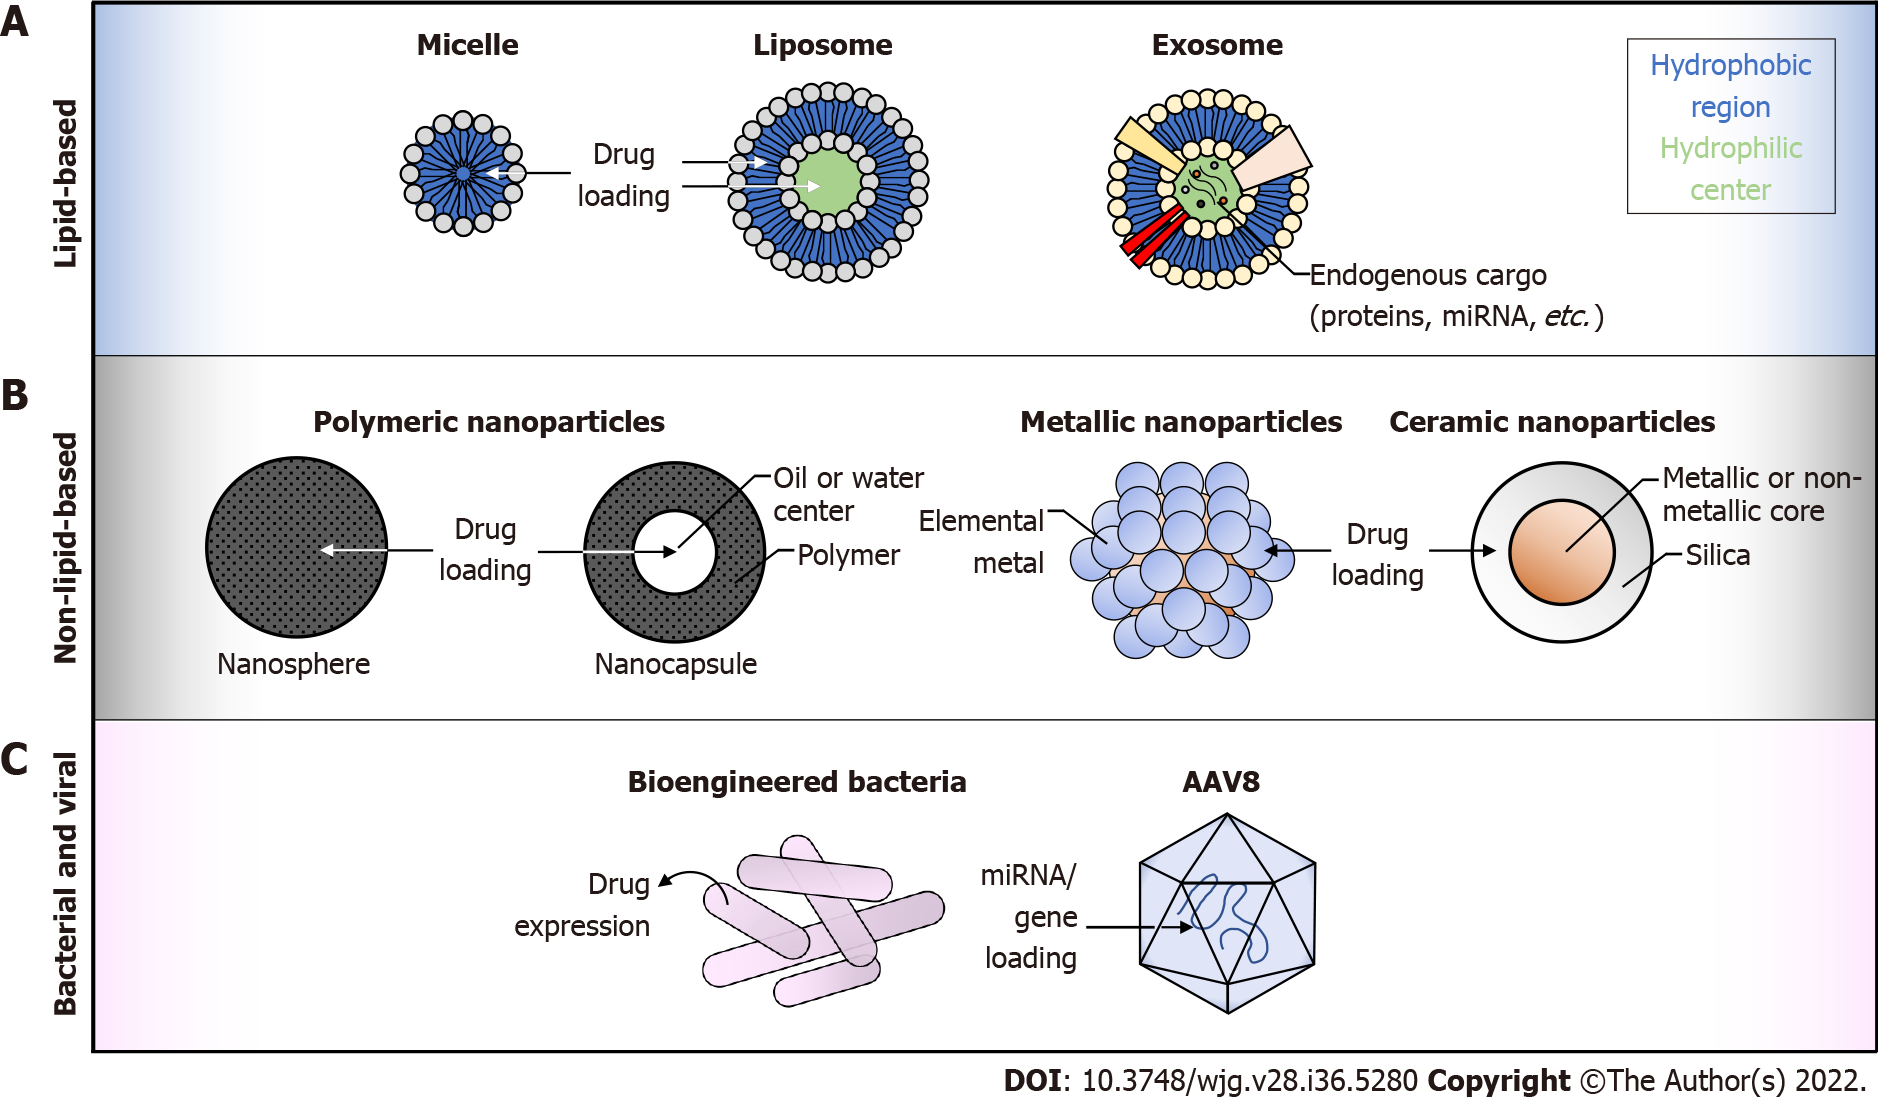 A
Lipid-based
Micelle
Liposome
Exosome
Hydrophobic
region
Hydrophilic
center
Drug
loading
Endogenous cargo
(proteins, miRNA, etc.)
B
Non-lipid-based
Polymeric nanoparticles
Metallic nanoparticles
Ceramic nanoparticles
Drug
loading
Oil or water
center
Polymer
Nanosphere
Nanocapsule
Elemental
metal
Drug
loading
Metallic or non-
metallic core
Silica
C
Bacterial and viral
Bioengineered bacteria
AAV8
Drug
expression
miRNA/
gene
loading
DOI: 10.3748/wjg.v28.i36.5280 Copyright ©The Author(s) 2022.